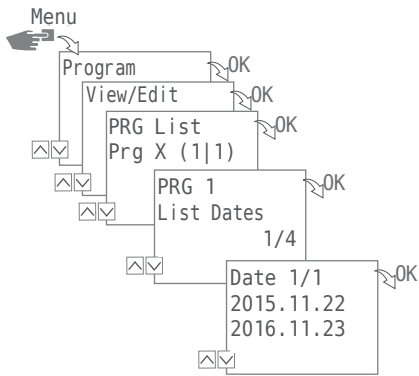 Menu
Program
OK
View/Edit
OK
PRG List
OK
Prg X (1|1)
PRG 1
OK
List Dates
1/4
Date 1/1
OK
2015.11.22
2016.11.23